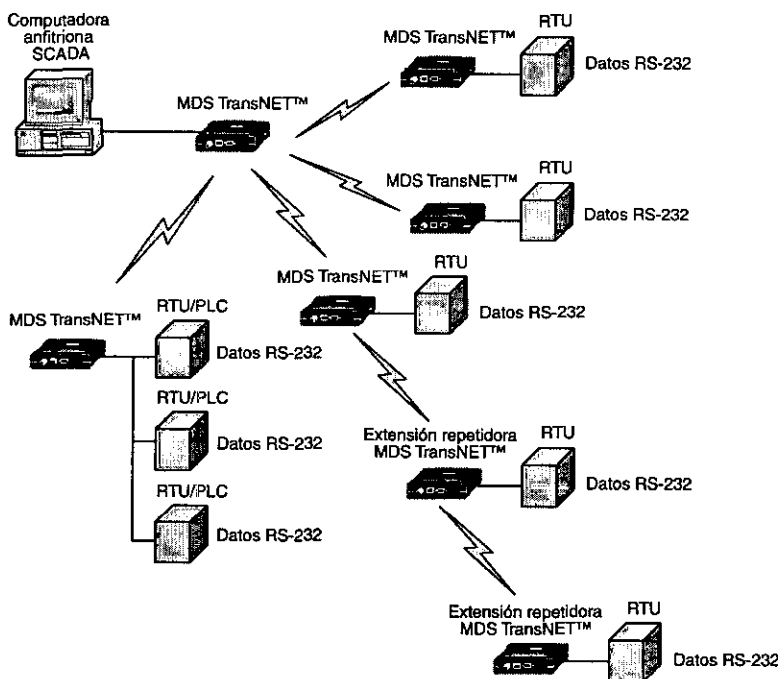 Computadora
anfitriona
SCADA
MDS TransNET™
MDS TransNET™
RTU
Datos RS-232
MDS TransNET™
RTU
Datos RS-232
MDS TransNET™
RTU
Datos RS-232
MDS TransNET™
RTU/PLC
Datos RS-232
RTU/PLC
Datos RS-232
RTU/PLC
Datos RS-232
Extensión repetidora
MDS TransNET™
RTU
Datos RS-232
Extensión repetidora
MDS TransNET™
RTU
Datos RS-232